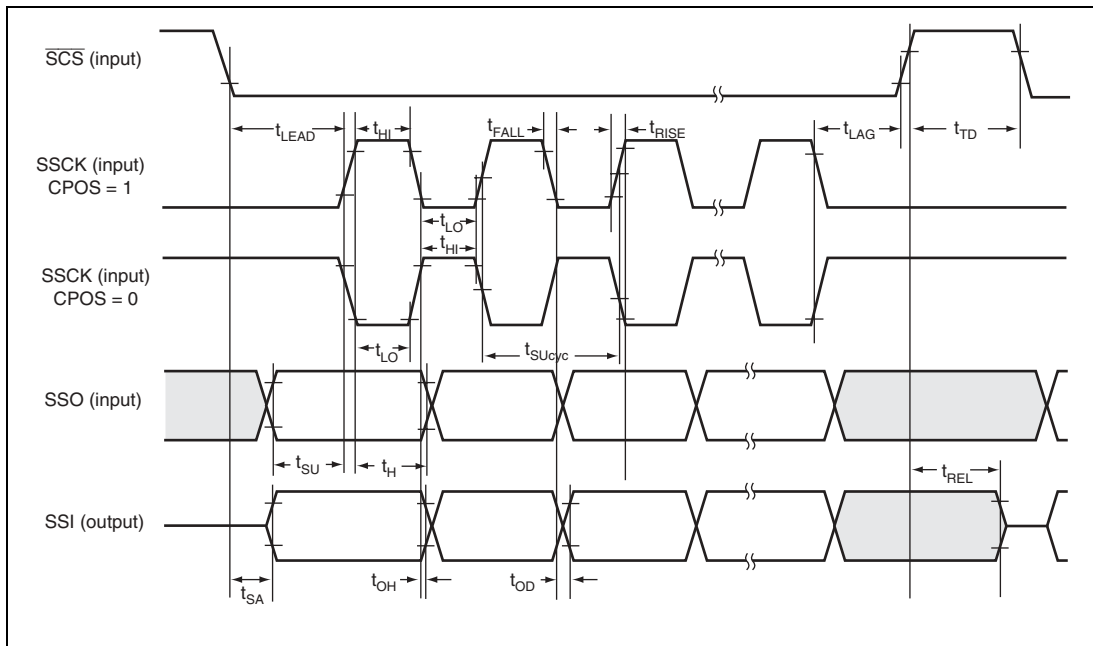 SCS (input)
tLEAD
tHI
tFALL
tRISE
tLAG
tTD
SSCK (input)
CPOS = 1
tLO
tHI
SSCK (input)
CPOS = 0
tLO
tSUcyc
SSO (input)
tSU
tH
tREL
SSI (output)
tSA
tOH
tOD